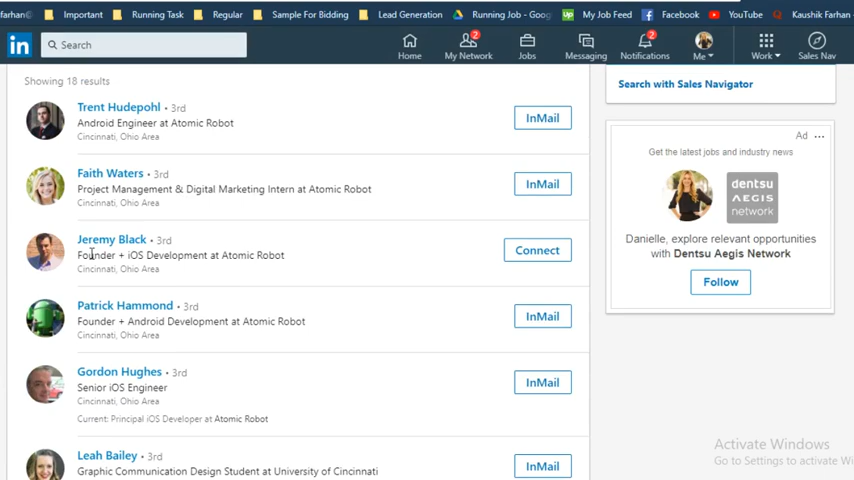 farhan@
Important
Running Task
Regular
Sample For Bidding
Lead Generation
Running Job - Goog
up My Job Feed
Facebook
YouTube
Kaushik Farhan -
in
Search
2
2
Home
My Network
Jobs
Messaging
Notifications
Me
Work
Sales Nav
Showing 18 results
Trent Hudepohl • 3rd
Android Engineer at Atomic Robot
Cincinnati, Ohio Area
InMail
Faith Waters • 3rd
Project Management & Digital Marketing Intern at Atomic Robot
Cincinnati, Ohio Area
InMail
Jeremy Black • 3rd
Founder + iOS Development at Atomic Robot
Cincinnati, Ohio Area
Connect
Patrick Hammond • 3rd
Founder + Android Development at Atomic Robot
Cincinnati, Ohio Area
InMail
Gordon Hughes • 3rd
Senior iOS Engineer
Cincinnati, Ohio Area
Current: Principal iOS Developer at Atomic Robot
InMail
Leah Bailey • 3rd
Graphic Communication Design Student at University of Cincinnati
InMail
Search with Sales Navigator
Ad ...
Get the latest jobs and industry news
dentsu
AEGIS
network
Danielle, explore relevant opportunities
with Dentsu Aegis Network
Follow
Activate Windows
Go to Settings to activate Wi